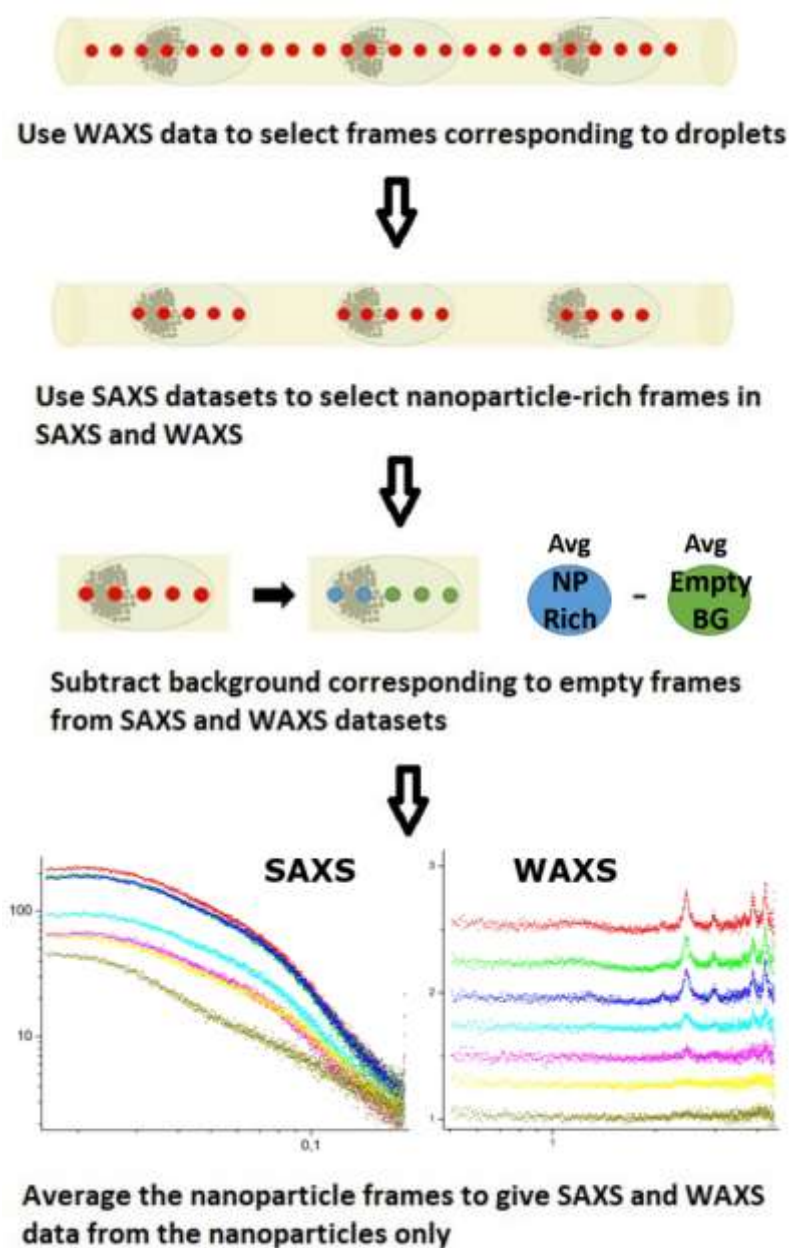 Use WAXS data to select frames corresponding to droplets
Use SAXS datasets to select nanoparticle-rich frames in
SAXS and WAXS
Avg
NP
Rich
-
Avg
Empty
BG
Subtract background corresponding to empty frames
from SAXS and WAXS datasets
SAXS
100
10
0,1
WAXS
3
2
1
1
Average the nanoparticle frames to give SAXS and WAXS
data from the nanoparticles only